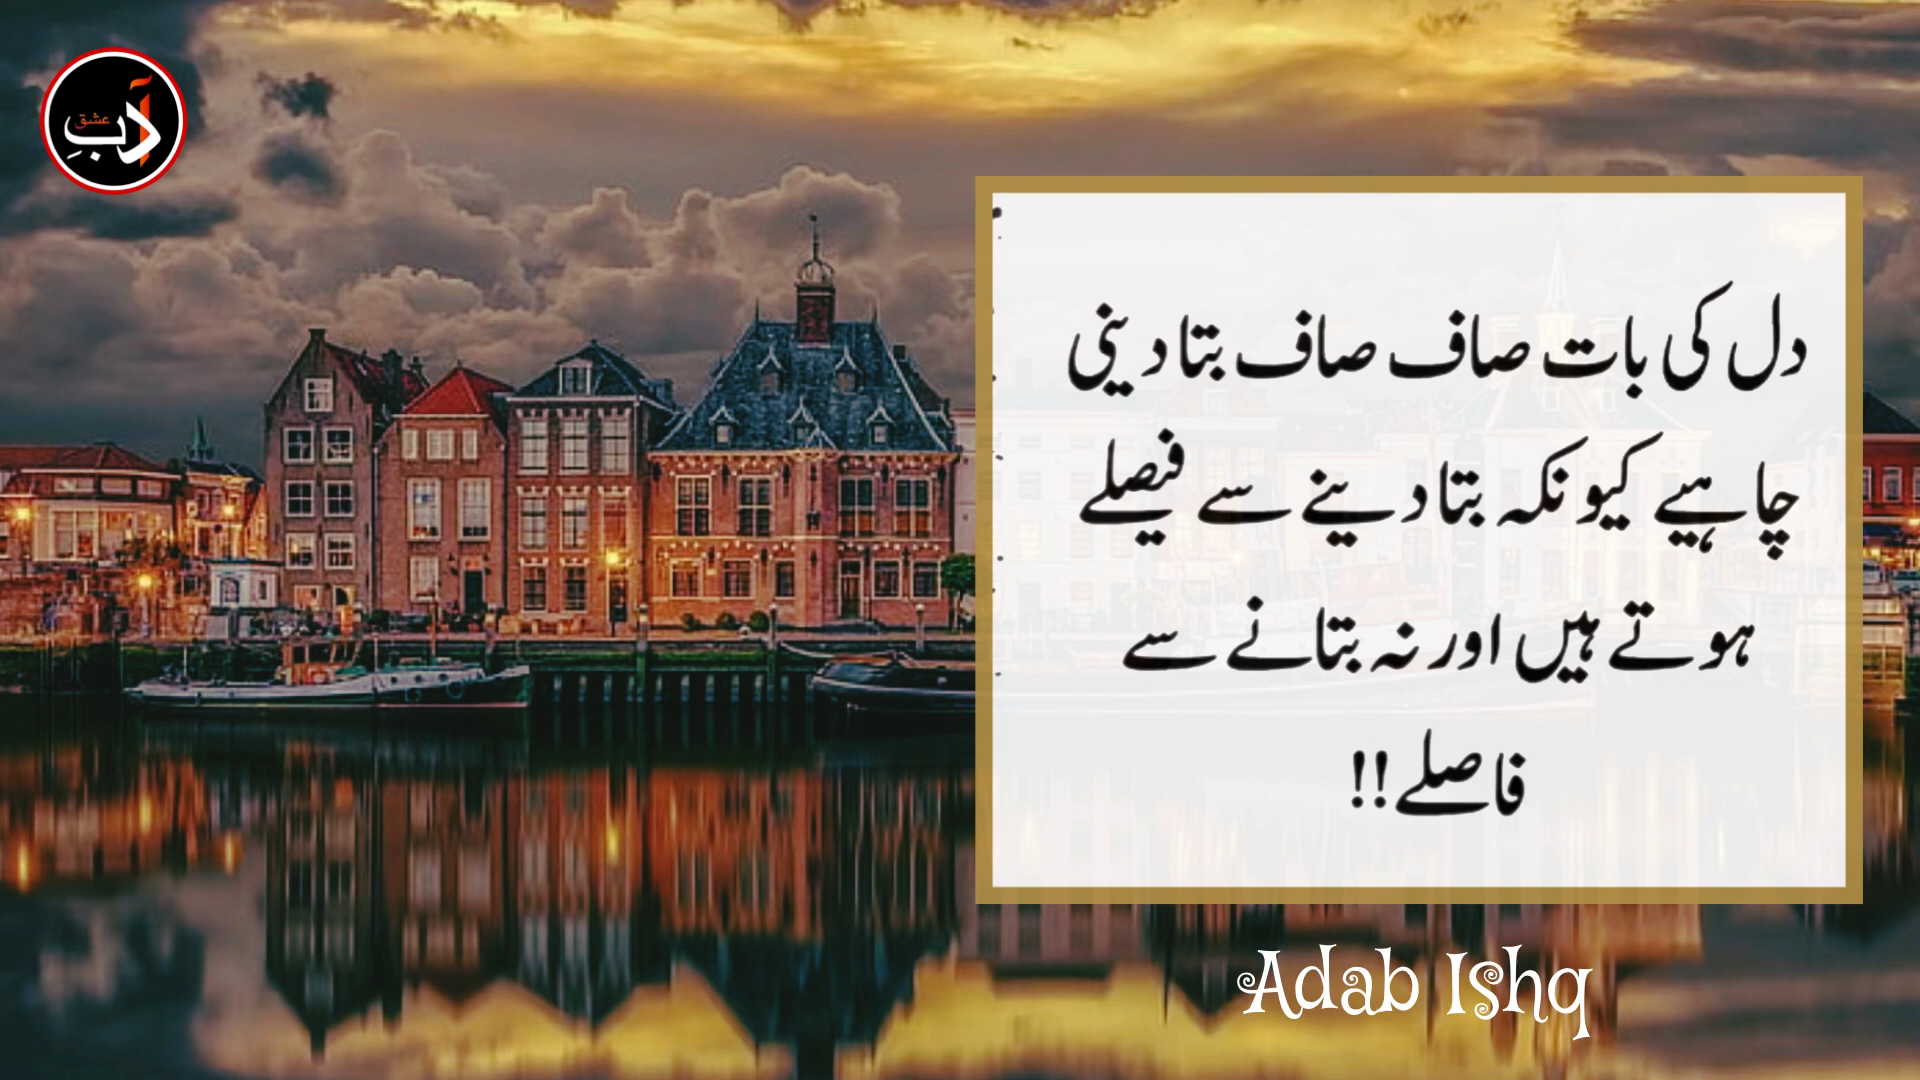 آدبِ
عشق
دل کی بات صاف صاف بتا دینی
چاہیے کیونکہ بتا دینے سے فیصلے
ہوتے ہیں اور نہ بتانے سے
فاصلے!!
Adab Ishq